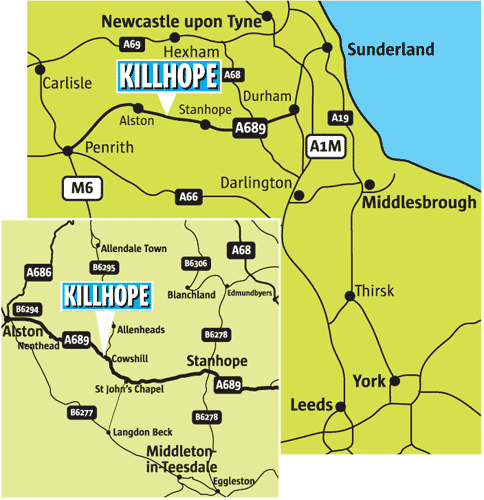 Newcastle upon Tyne
A69
Hexham
Sunderland
Carlisle
KILLHOPE
A68
Durham
Alston
Stanhope
A689
A19
A1M
Penrith
M6
A66
Darlington
Middlesbrough
Thirsk
York
Leeds
Allendale Town
A68
A686
B6295
B6306
KILLHOPE
Blanchland
Edmundbyers
B6294
Alston
Nenthead
A689
Allenheads
B6278
Cowshill
Stanhope
St John's Chapel
A689
B6277
B6278
Langdon Beck
Middleton-
in-Teesdale
Eggleston